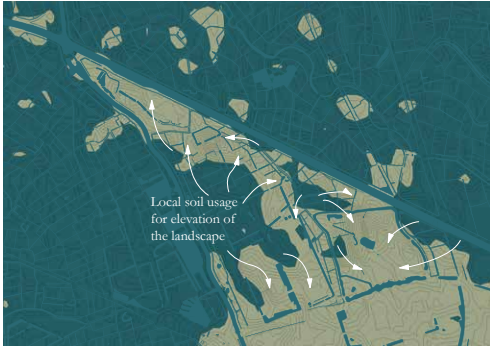 Local soil usage
for elevation of
the landscape